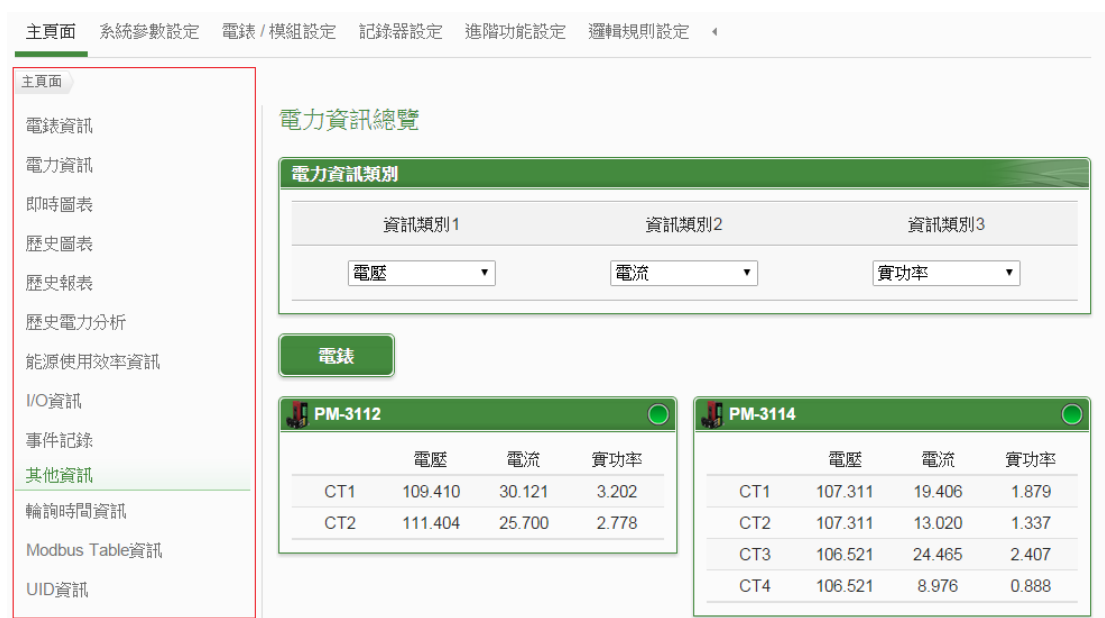 主頁面 系統參數設定 電錶 / 模組設定 記錄器設定 進階功能設定 邏輯規則設定
主頁面
電錶資訊
電力資訊
即時圖表
歷史圖表
歷史報表
歷史電力分析
能源使用效率資訊
I/O資訊
事件記錄
其他資訊
輪詢時間資訊
Modbus Table資訊
UID資訊
電力資訊總覽
電力資訊類別
資訊類別1 資訊類別2 資訊類別3
電壓 電流 實功率
電錶
PM-3112
電壓 電流 實功率
CT1 109.410 30.121 3.202
CT2 111.404 25.700 2.778
PM-3114
電壓 電流 實功率
CT1 107.311 19.406 1.879
CT2 107.311 13.020 1.337
CT3 106.521 24.465 2.407
CT4 106.521 8.976 0.888